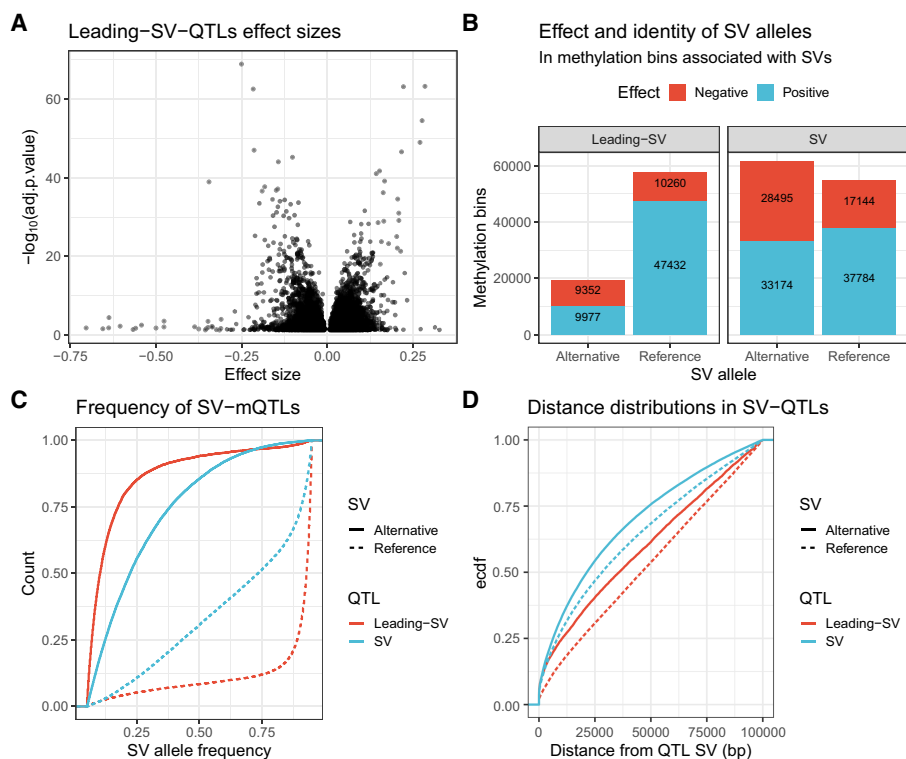 A
Leading−SV−QTLs effect sizes
−log10(adj.p.value)
60
40
20
0
−0.75
−0.50
−0.25
0.00
0.25
Effect size
B
Effect and identity of SV alleles
In methylation bins associated with SVs
Effect
Negative
Positive
Leading−SV
SV
Methylation bins
60000
40000
20000
0
9352
9977
10260
47432
28495
33174
17144
37784
Alternative
Reference
Alternative
Reference
SV allele
C
Frequency of SV−mQTLs
Count
1.00
0.75
0.50
0.25
0.00
0.25
0.50
0.75
SV allele frequency
SV
Alternative
Reference
QTL
Leading−SV
SV
D
Distance distributions in SV−QTLs
ecdf
1.00
0.75
0.50
0.25
0.00
0
25000
50000
75000
100000
Distance from QTL SV (bp)
SV
Alternative
Reference
QTL
Leading−SV
SV